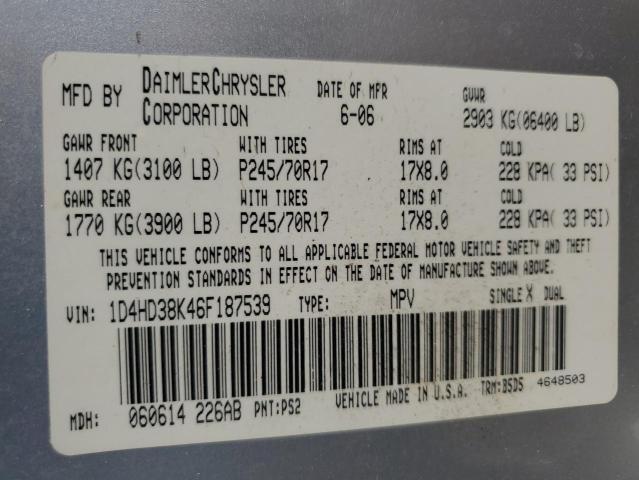 MFD BY DAIMLERCHRYSLER CORPORATION DATE OF MFR 6-06 GVWR 2903 KG(06400 LB)
GAWR FRONT WITH TIRES RIMS AT COLD
1407 KG(3100 LB) P245/70R17 17X8.0 228 KPA( 33 PSI)
GAWR REAR WITH TIRES RIMS AT COLD
1770 KG(3900 LB) P245/70R17 17X8.0 228 KPA( 33 PSI)
THIS VEHICLE CONFORMS TO ALL APPLICABLE FEDERAL MOTOR VEHICLE SAFETY AND THEFT
PREVENTION STANDARDS IN EFFECT ON THE DATE OF MANUFACTURE SHOWN ABOVE.
VIN: 1D4HD38K46F187539 TYPE: MPV SINGLE X DUAL
MDH: 060614 226AB PNT:PS2 VEHICLE MADE IN U.S.A. TRM:B5D5 4648503